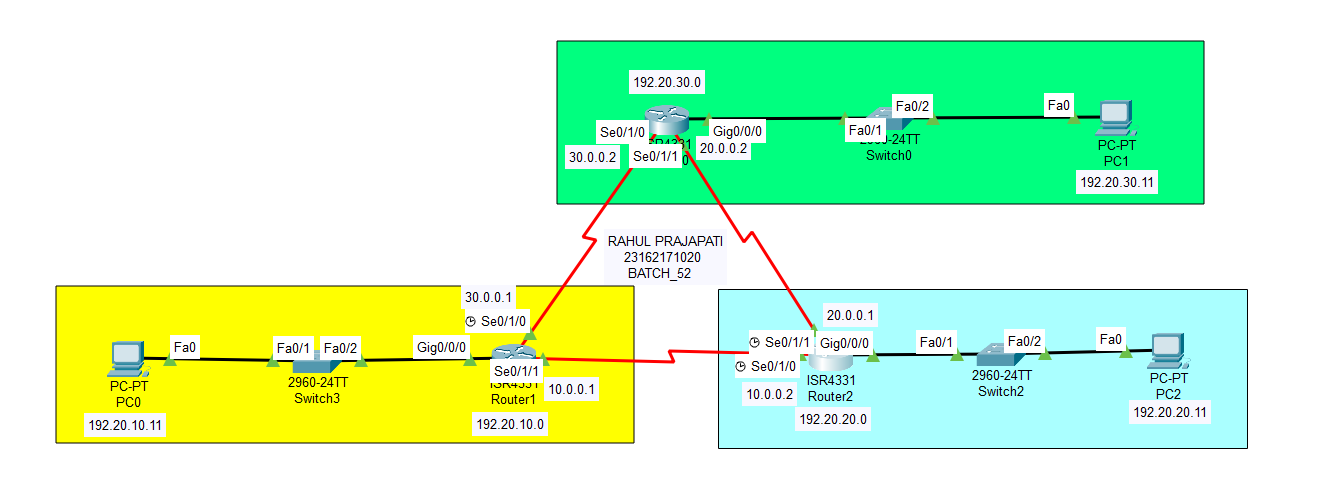 192.20.30.0
Se0/1/0
Gig0/0/0
Fa0/1
Fa0/2
Fa0
30.0.0.2
Se0/1/1
20.0.0.2
Switch0
PC-PT
PC1
192.20.30.11
RAHUL PRAJAPATI
23162171020
BATCH_52
30.0.0.1
Se0/1/0
Fa0
Fa0/1
Fa0/2
Gig0/0/0
Se0/1/1
PC-PT
PC0
2960-24TT
Switch3
Router1
10.0.0.1
192.20.10.11
192.20.10.0
20.0.0.1
Se0/1/1
Gig0/0/0
Fa0/1
Fa0/2
Fa0
Se0/1/0
10.0.0.2
ISR4331
Router2
2960-24TT
Switch2
PC-PT
PC2
192.20.20.0
192.20.20.11